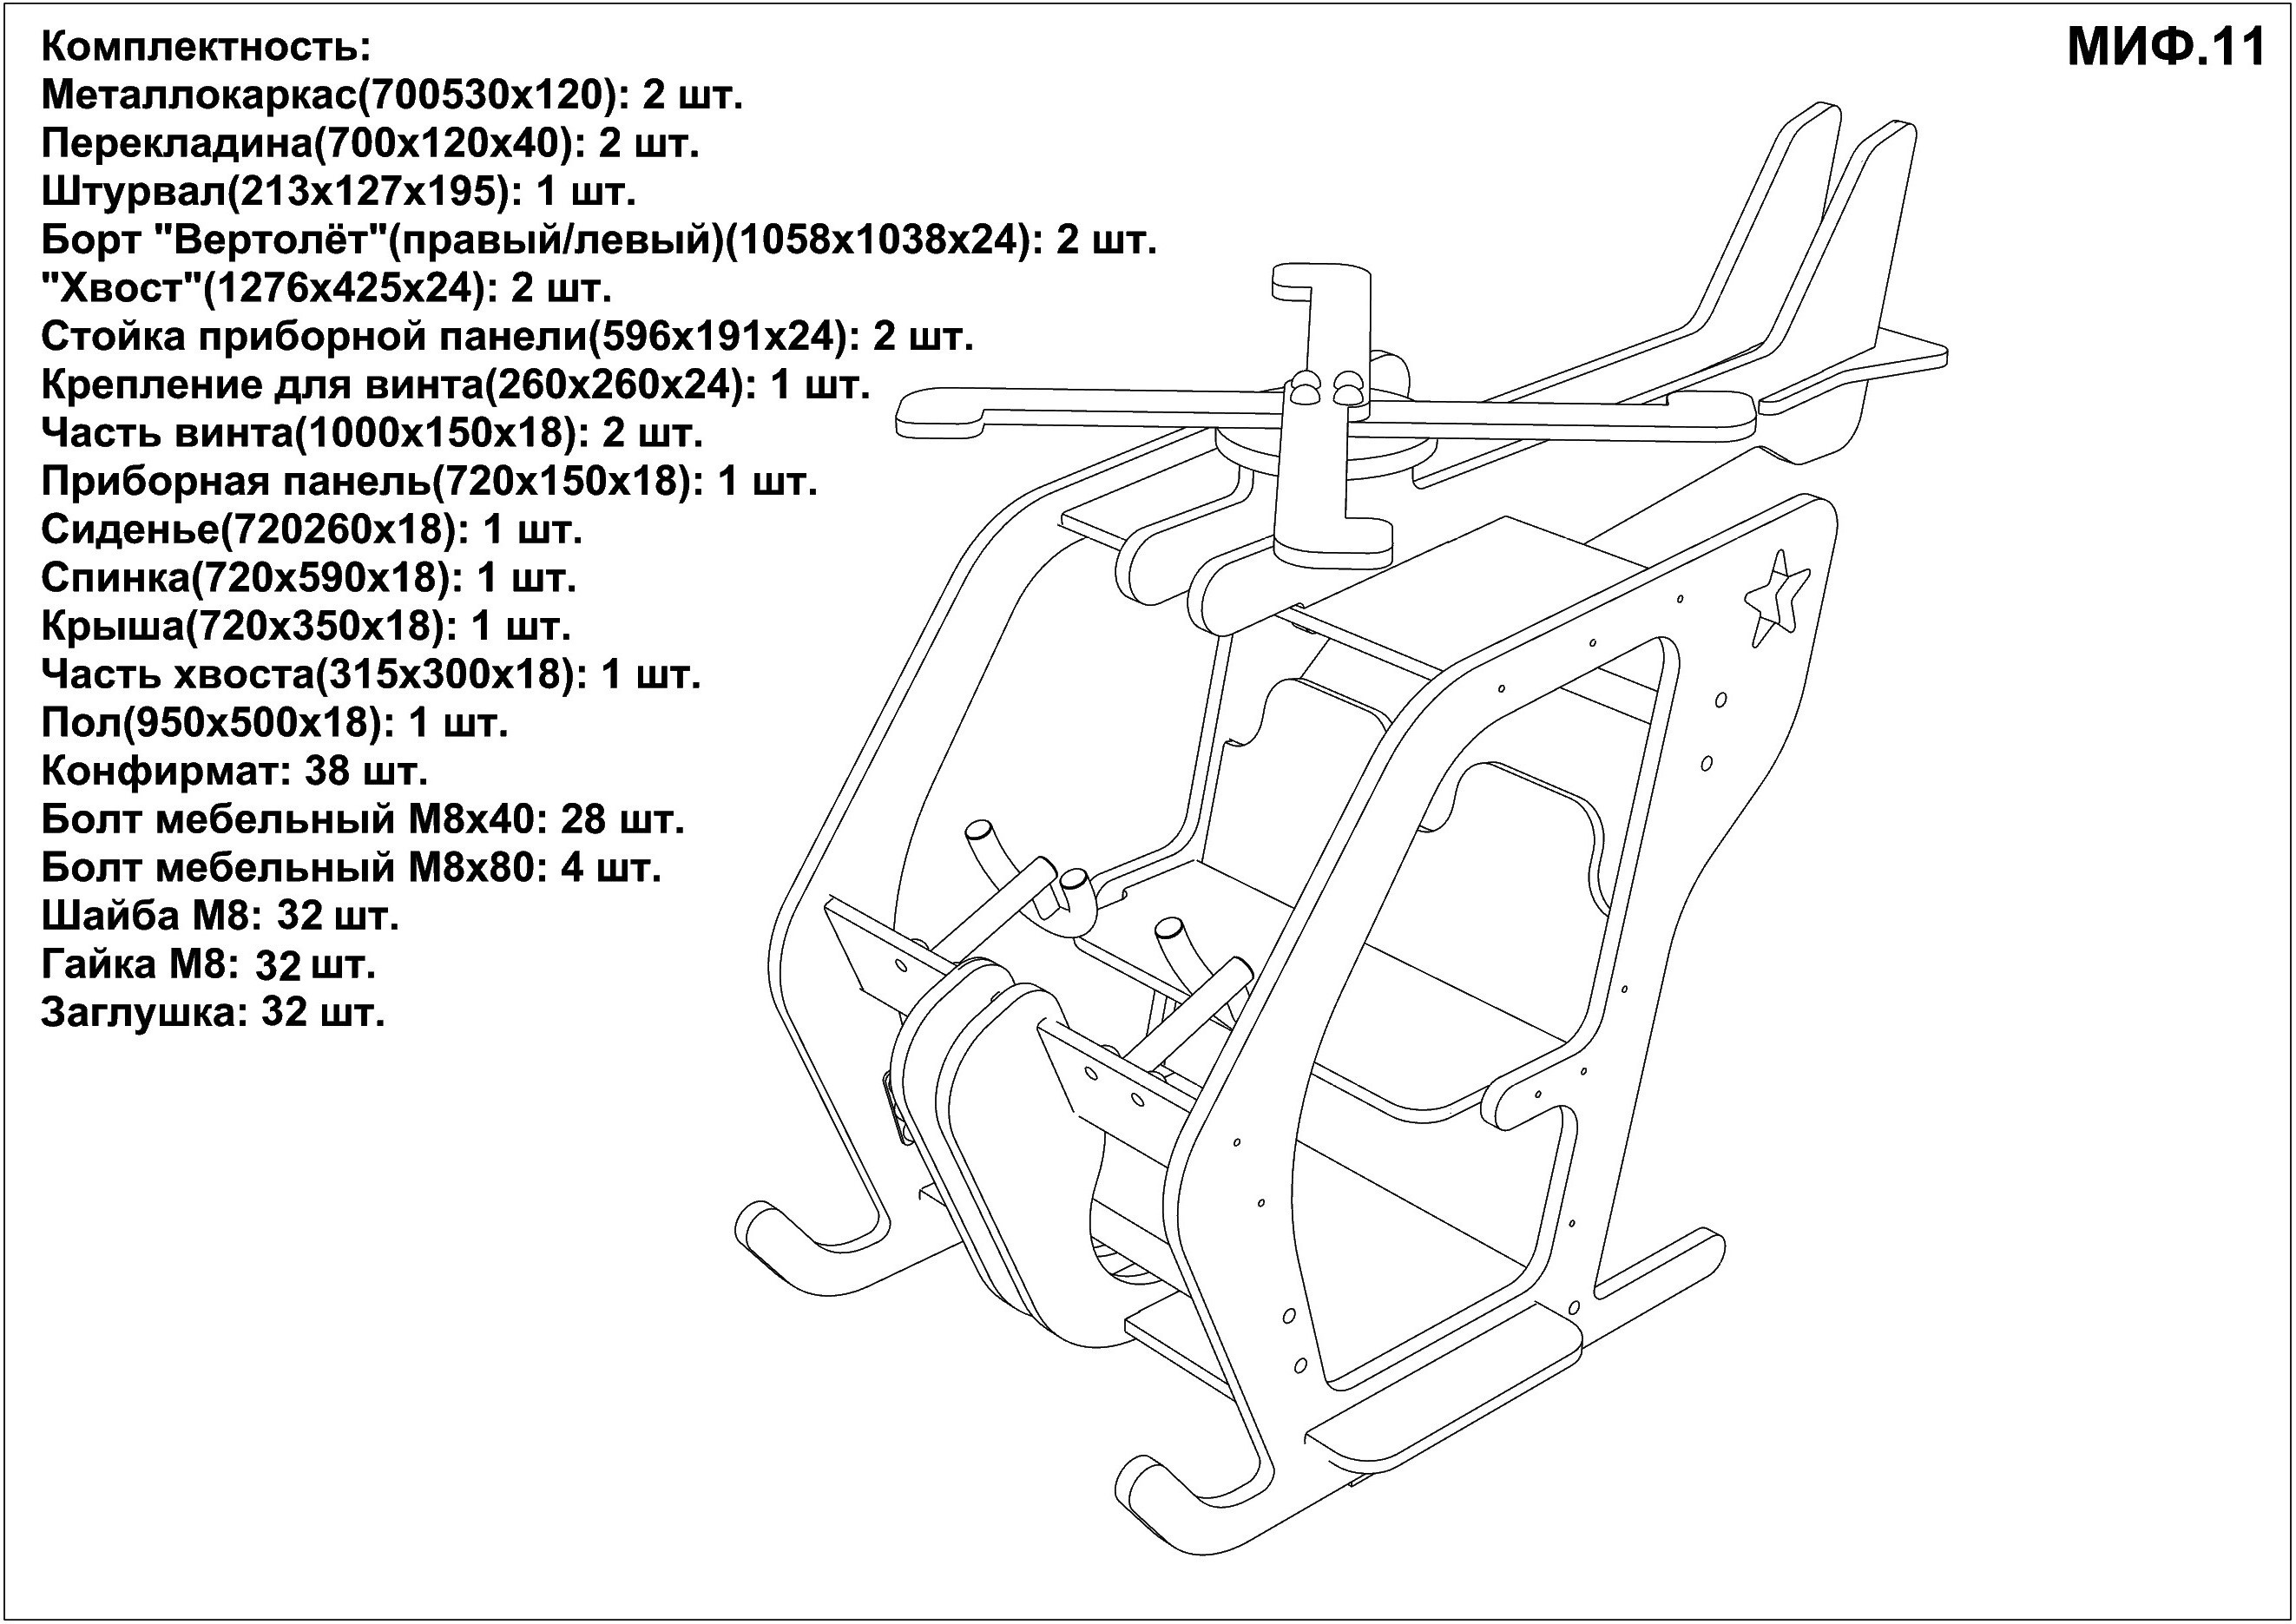 МИФ.11
Комплектность:
Металлокаркас(700530х120): 2 шт.
Перекладина(700х120х40): 2 шт.
Штурвал(213х127х195): 1 шт.
Борт "Вертолёт"(правый/левый)(1058х1038х24): 2 шт.
"Хвост"(1276х425х24): 2 шт.
Стойка приборной панели(596х191х24): 2 шт.
Крепление для винта(260х260х24): 1 шт.
Часть винта(1000х150х18): 2 шт.
Приборная панель(720х150х18): 1 шт.
Сиденье(720260х18): 1 шт.
Спинка(720х590х18): 1 шт.
Крыша(720х350х18): 1 шт.
Часть хвоста(315х300х18): 1 шт.
Пол(950х500х18): 1 шт.
Конфирмат: 38 шт.
Болт мебельный М8х40: 28 шт.
Болт мебельный М8х80: 4 шт.
Шайба М8: 32 шт.
Гайка М8: 32 шт.
Заглушка: 32 шт.